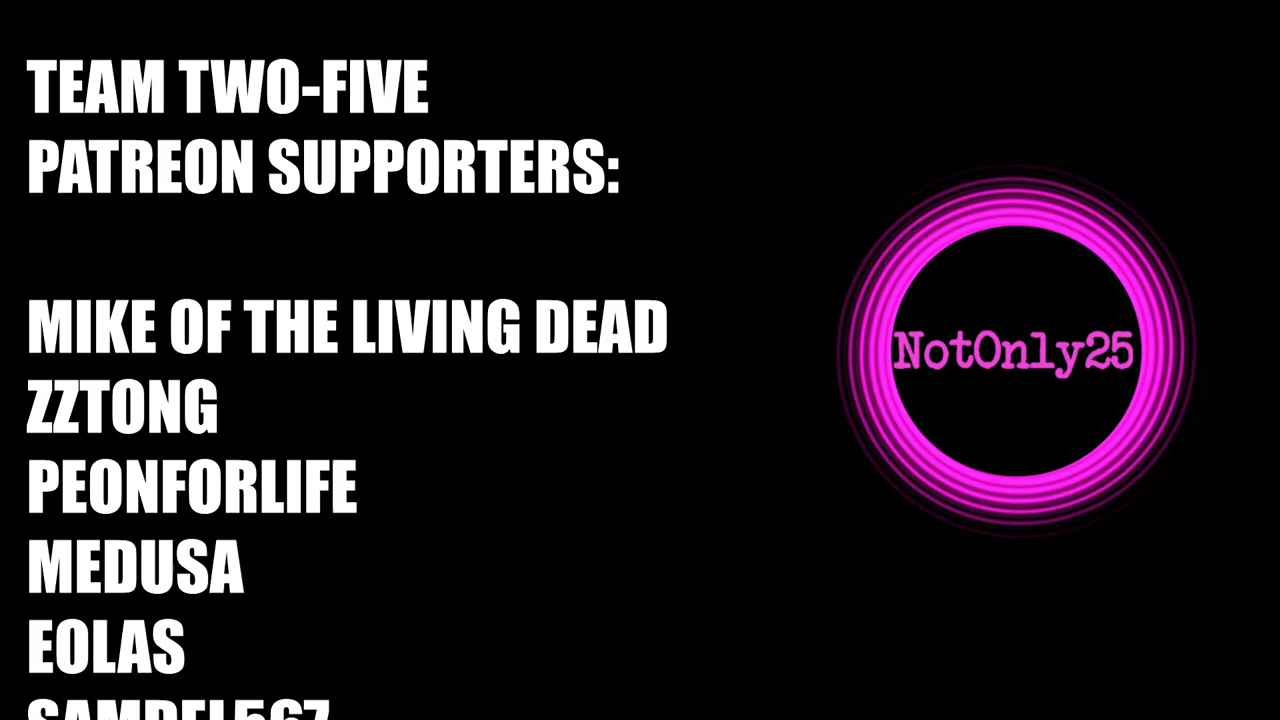 TEAM TWO-FIVE
PATREON SUPPORTERS:
MIKE OF THE LIVING DEAD
ZZTONG
PEONFORLIFE
MEDUSA
EOLAS
NotOnly25